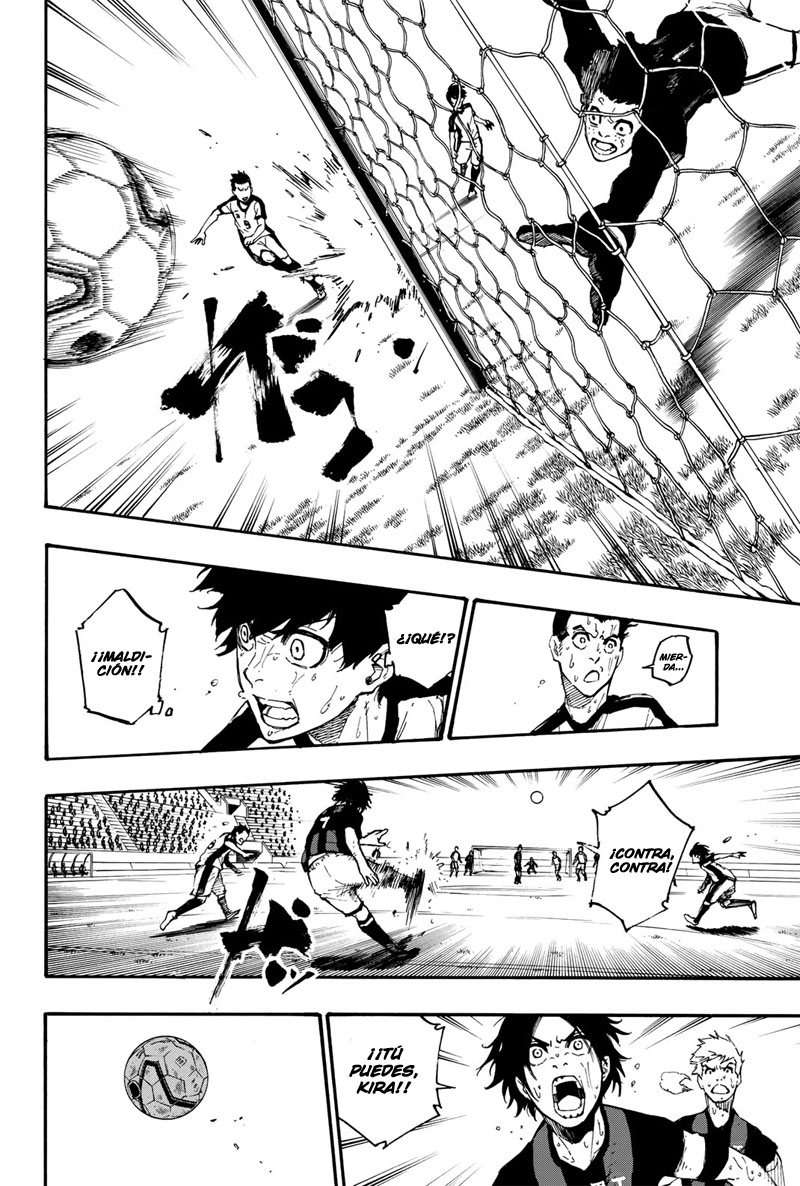 MIER-
DA...
¿¡QUÉ!?
¡¡MALDI-
CIÓN!!
¡CONTRA,
CONTRA!
¡¡TÚ
PUEDES,
KIRA!!